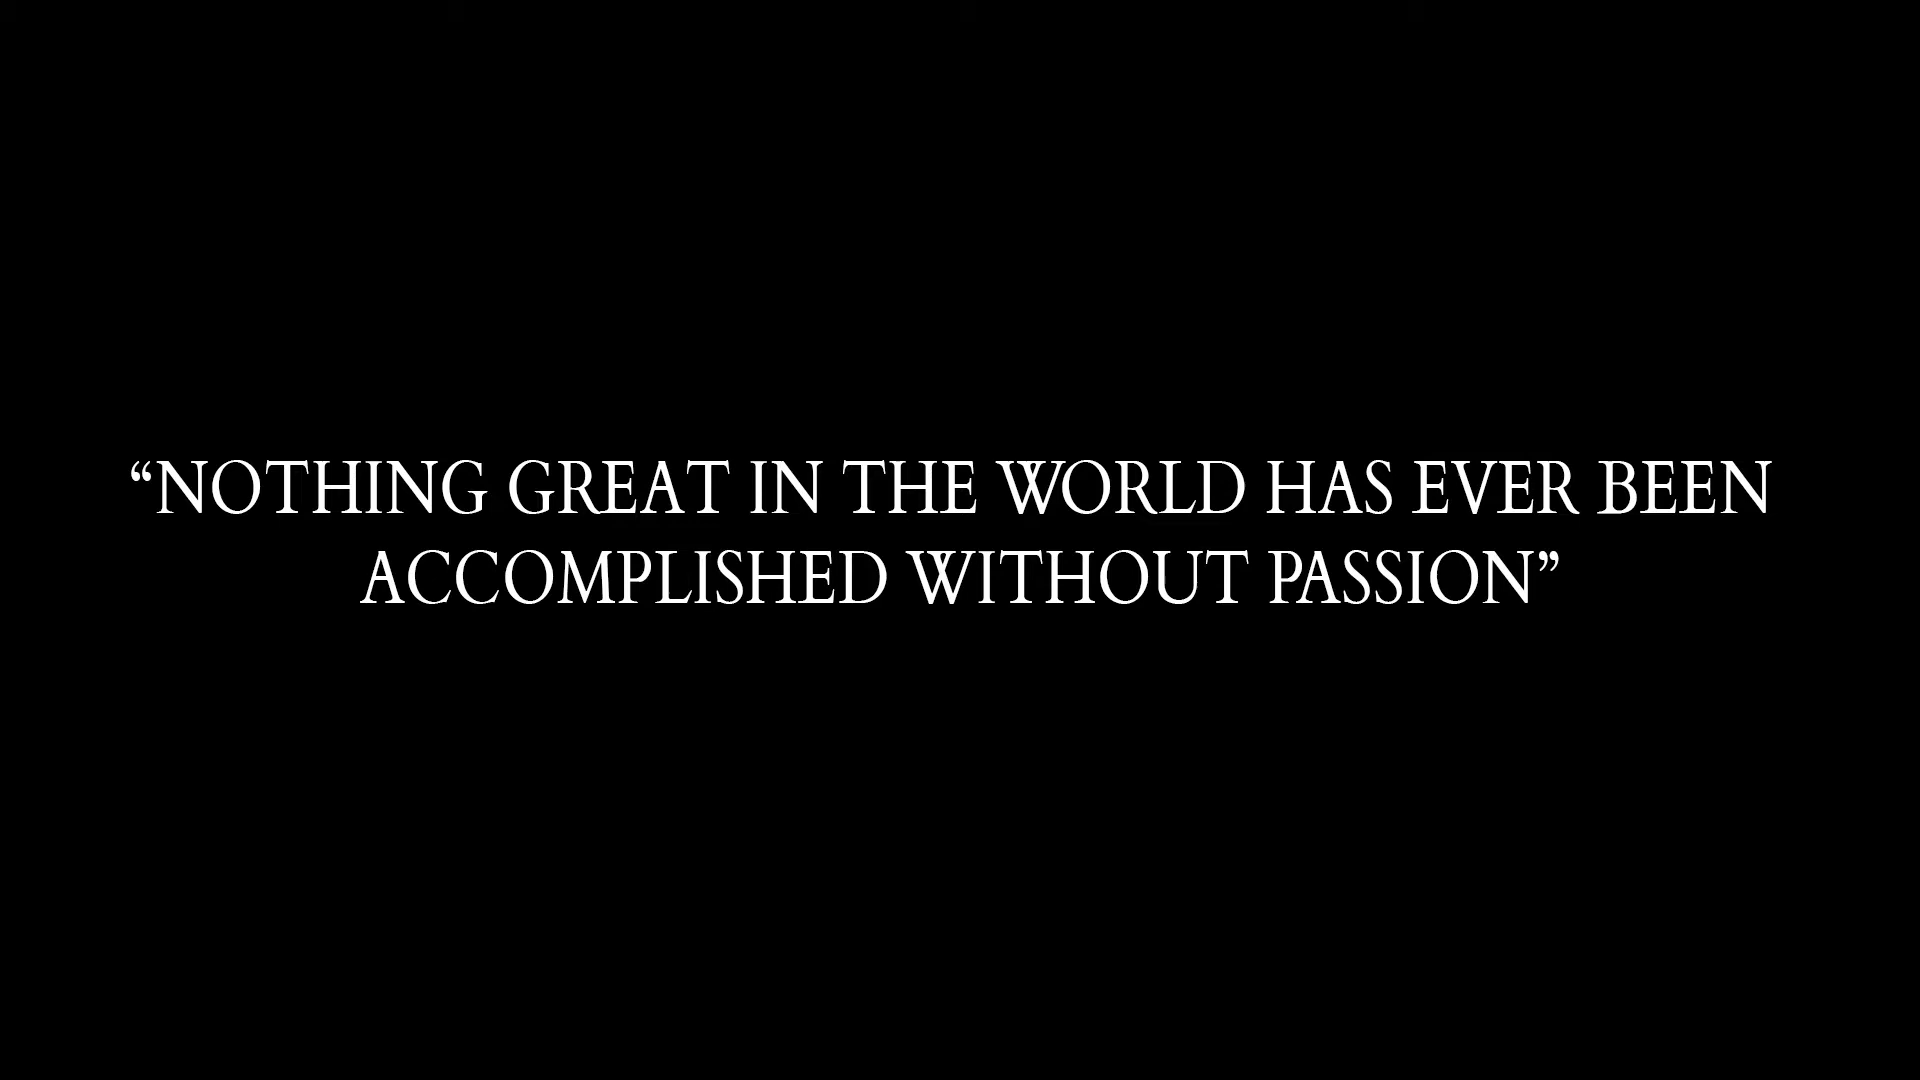 “NOTHING GREAT IN THE WORLD HAS EVER BEEN
ACCOMPLISHED WITHOUT PASSION”